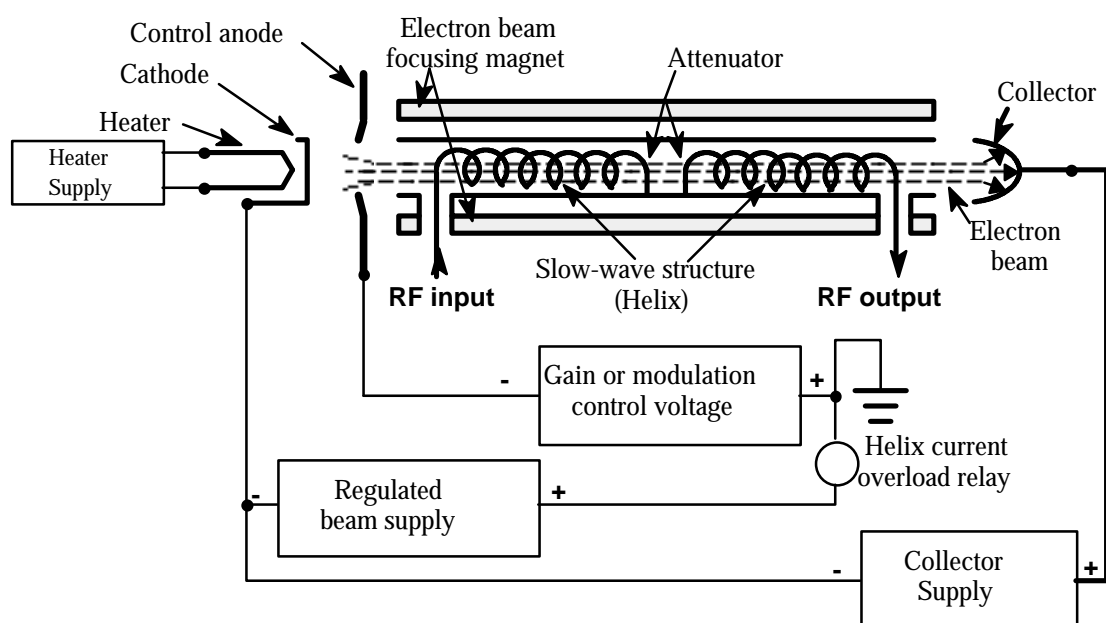 Control anode
Cathode
Heater
Heater
Supply
Electron beam
focusing magnet
Attenuator
Collector
Electron
beam
Slow-wave structure
(Helix)
RF input
RF output
-
Gain or modulation
control voltage
+
Helix current
overload relay
-
Regulated
beam supply
+
-
Collector
Supply
+